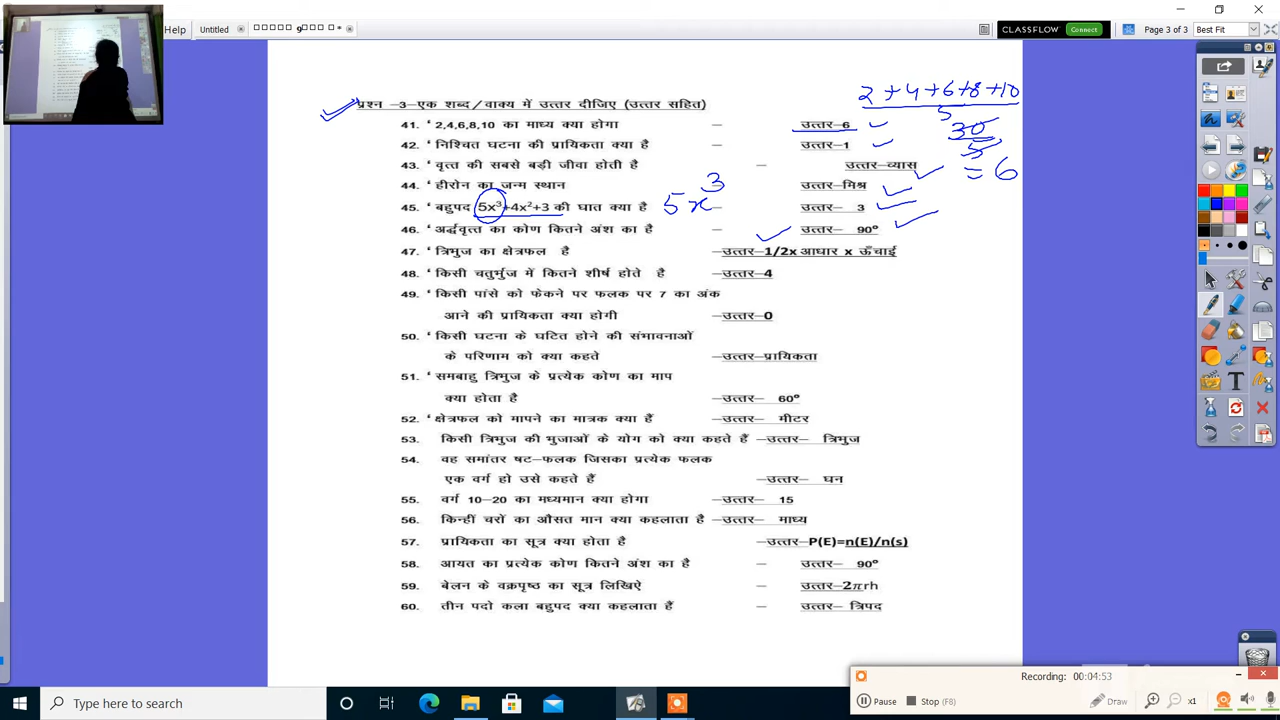 Help Untitled CLASSFLOW Connect Page 3 of 3 Best Fit
2 + 4 + 6 + 8 + 10
प्रश्न –3–एक शब्द/वाक्य में उत्तर दीजिए (उत्तर सहित)
5
30
5
= 6
41. ' 2,4,6,8,10 का माध्य क्या होगा – उत्तर–6
42. ' निश्चित घटना की प्रायिकता क्या है – उत्तर–1
43. ' वृत्त की सबसे बड़ी जीवा होती है – उत्तर–व्यास
44. ' हीरोन का जन्म स्थान – उत्तर–मिश्र
45. ' बहुपद 5x³+4x²+3 की घात क्या है – उत्तर– 3
5x³
46. ' अर्द्धवृत्त का कोण कितने अंश का है – उत्तर– 90º
47. ' त्रिभुज का क्षेत्रफल है –उत्तर–1/2x आधार x ऊँचाई
48. ' किसी चतुर्भुज में कितने शीर्ष होते है –उत्तर–4
49. ' किसी पांसे को फेकने पर फलक पर 7 का अंक
आने की प्रायिकता क्या होगी –उत्तर–0
50. ' किसी घटना के घटित होने की संभावनाओं
के परिणाम को क्या कहते –उत्तर–प्रायिकता
51. ' समबाहु त्रिभुज के प्रत्येक कोण का माप
क्या होता है –उत्तर– 60º
52. ' क्षेत्रफल को मापने का मात्रक क्या हैं –उत्तर– मीटर
53. किसी त्रिभुज की भुजाओं के योग को क्या कहते हैं –उत्तर– त्रिभुज
54. वह समांतर षट–फलक जिसका प्रत्येक फलक
एक वर्ग हो उसे कहते हैं –उत्तर– घन
55. वर्ग 10–20 का मध्यमान क्या होगा –उत्तर– 15
56. किन्हीं चरों का औसत मान क्या कहलाता है –उत्तर– माध्य
57. प्रायिकता का सूत्र क्या होता है –उत्तर–P(E)=n(E)/n(s)
58. आयत का प्रत्येक कोण कितने अंश का है – उत्तर– 90º
59. बेलन के वक्रपृष्ठ का सूत्र लिखिऐ – उत्तर–2πrh
60. तीन पदो कला बहुपद क्या कहलाता हैं – उत्तर– त्रिपद
Recording: 00:04:53
Pause Stop (F8) Draw x1
Type here to search